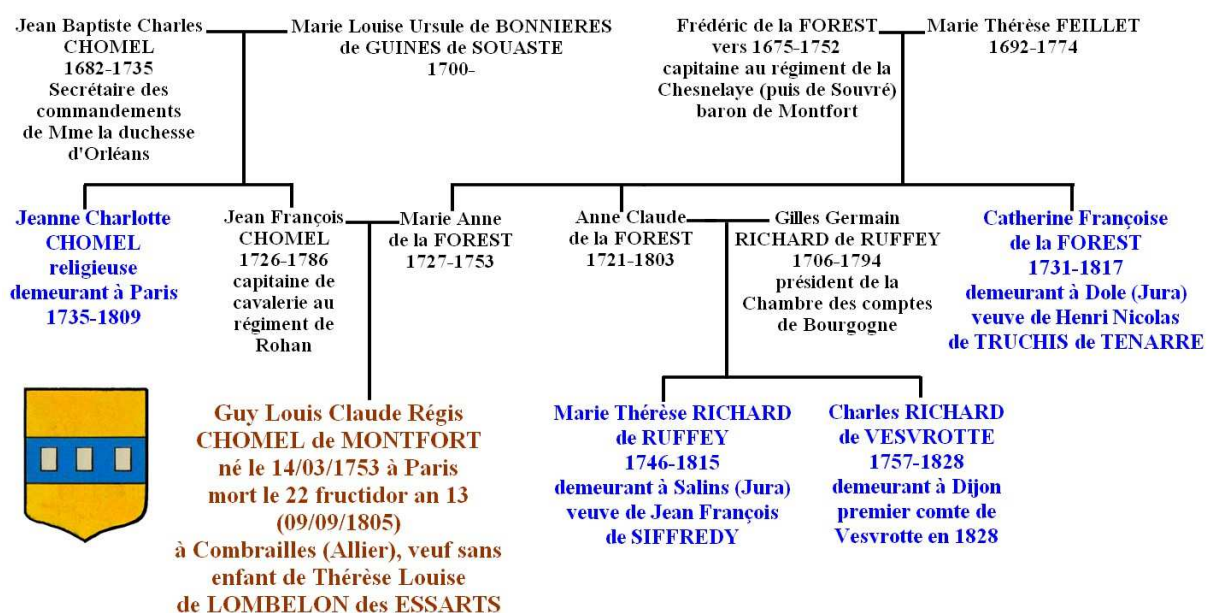 Jean Baptiste Charles
CHOMEL
1682-1735
Secrétaire des
commandements
de Mme la duchesse
d'Orléans
Marie Louise Ursule de BONNIERES
de GUINES de SOUASTE
1700-
Frédéric de la FOREST
vers 1675-1752
capitaine au régiment de la
Chesnelaye (puis de Souvré)
baron de Montfort
Marie Thérèse FEILLET
1692-1774
Jeanne Charlotte
CHOMEL
religieuse
demeurant à Paris
1735-1809
Jean François
CHOMEL
1726-1786
capitaine de
cavalerie au
régiment de
Rohan
Marie Anne
de la FOREST
1727-1753
Anne Claude
de la FOREST
1721-1803
Gilles Germain
RICHARD de RUFFEY
1706-1794
président de la
Chambre des comptes
de Bourgogne
Catherine Françoise
de la FOREST
1731-1817
demeurant à Dole (Jura)
veuve de Henri Nicolas
de TRUCHIS de TENARRE
Guy Louis Claude Régis
CHOMEL de MONTFORT
né le 14/03/1753 à Paris
mort le 22 fructidor an 13
(09/09/1805)
à Combrailles (Allier), veuf sans
enfant de Thérèse Louise
de LOMBELON des ESSARTS
Marie Thérèse RICHARD
de RUFFEY
1746-1815
demeurant à Salins (Jura)
veuve de Jean François
de SIFFREDY
Charles RICHARD
de VESVROTTE
1757-1828
demeurant à Dijon
premier comte de
Vesvrotte en 1828